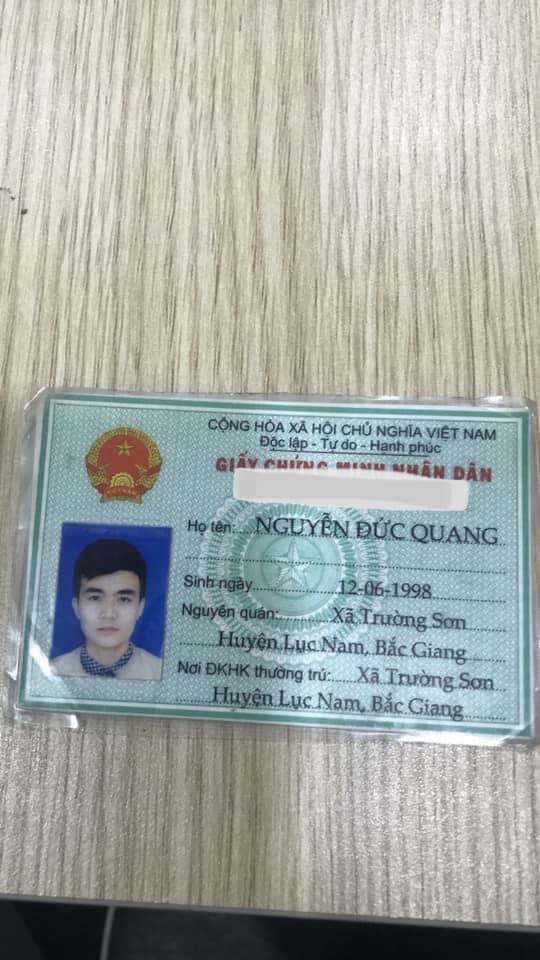 CỘNG HÒA XÃ HỘI CHỦ NGHĨA VIỆT NAM
Độc lập - Tự do - Hạnh phúc
GIẤY CHỨNG MINH NHÂN DÂN
VIỆT NAM
Họ tên: NGUYỄN ĐỨC QUANG
Sinh ngày 12-06-1998
Nguyên quán: Xã Trường Sơn
Huyện Lục Nam, Bắc Giang
Nơi ĐKHK thường trú: Xã Trường Sơn
Huyện Lục Nam, Bắc Giang